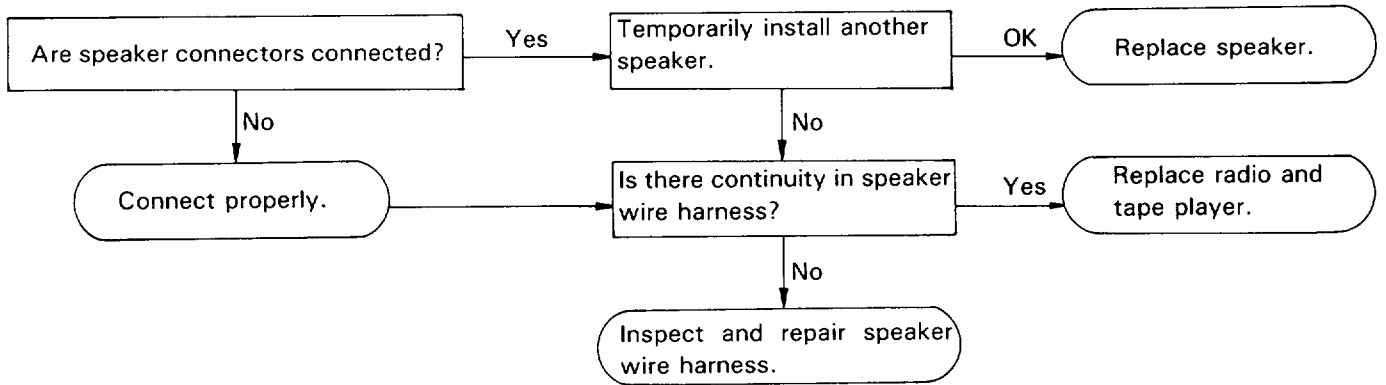 Are speaker connectors connected?
Yes
Temporarily install another
speaker.
OK
Replace speaker.
No
No
Connect properly.
Is there continuity in speaker
wire harness?
Yes
Replace radio and
tape player.
No
Inspect and repair speaker
wire harness.